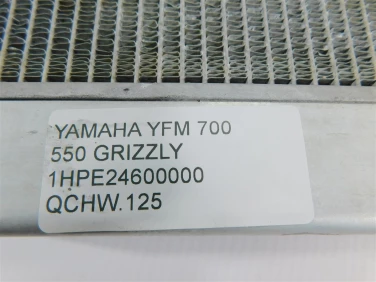 YAMAHA YFM 700
550 GRIZZLY
1HPE24600000
QCHW.125